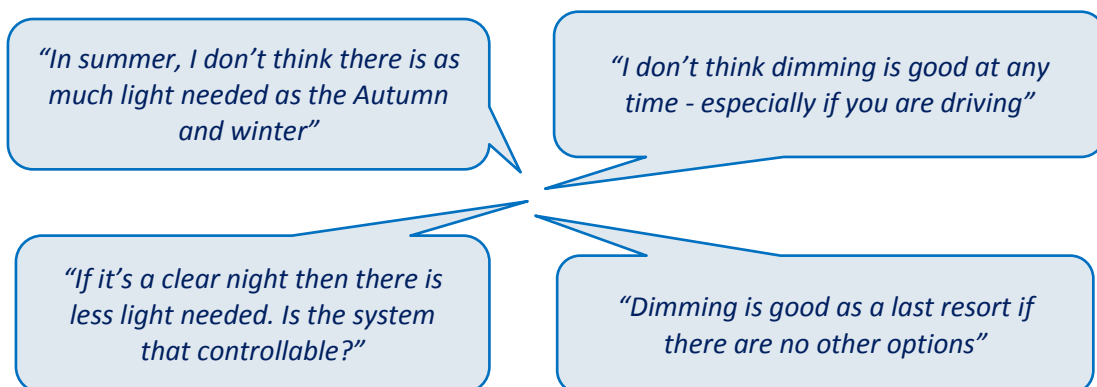 “In summer, I don’t think there is as
much light needed as the Autumn
and winter”
“I don’t think dimming is good at any
time - especially if you are driving”
“If it’s a clear night then there is
less light needed. Is the system
that controllable?”
“Dimming is good as a last resort if
there are no other options”